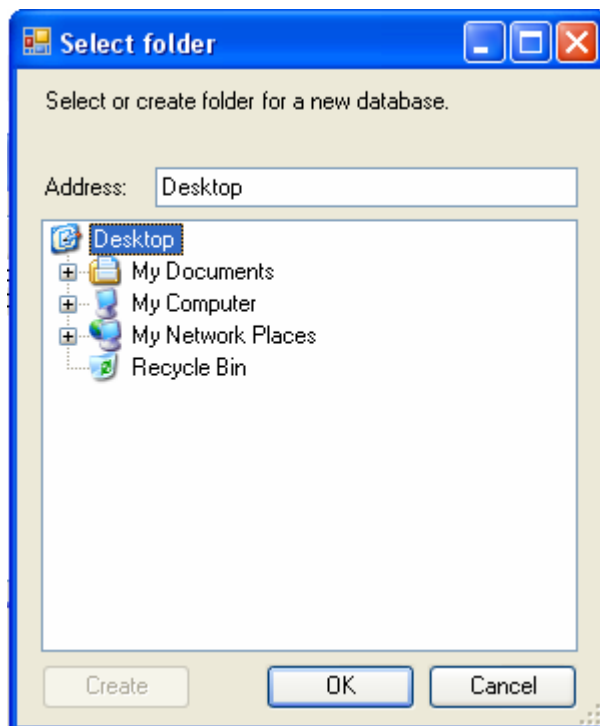 Select folder
Select or create folder for a new database.
Address: Desktop
Desktop
My Documents
My Computer
My Network Places
Recycle Bin
Create OK Cancel